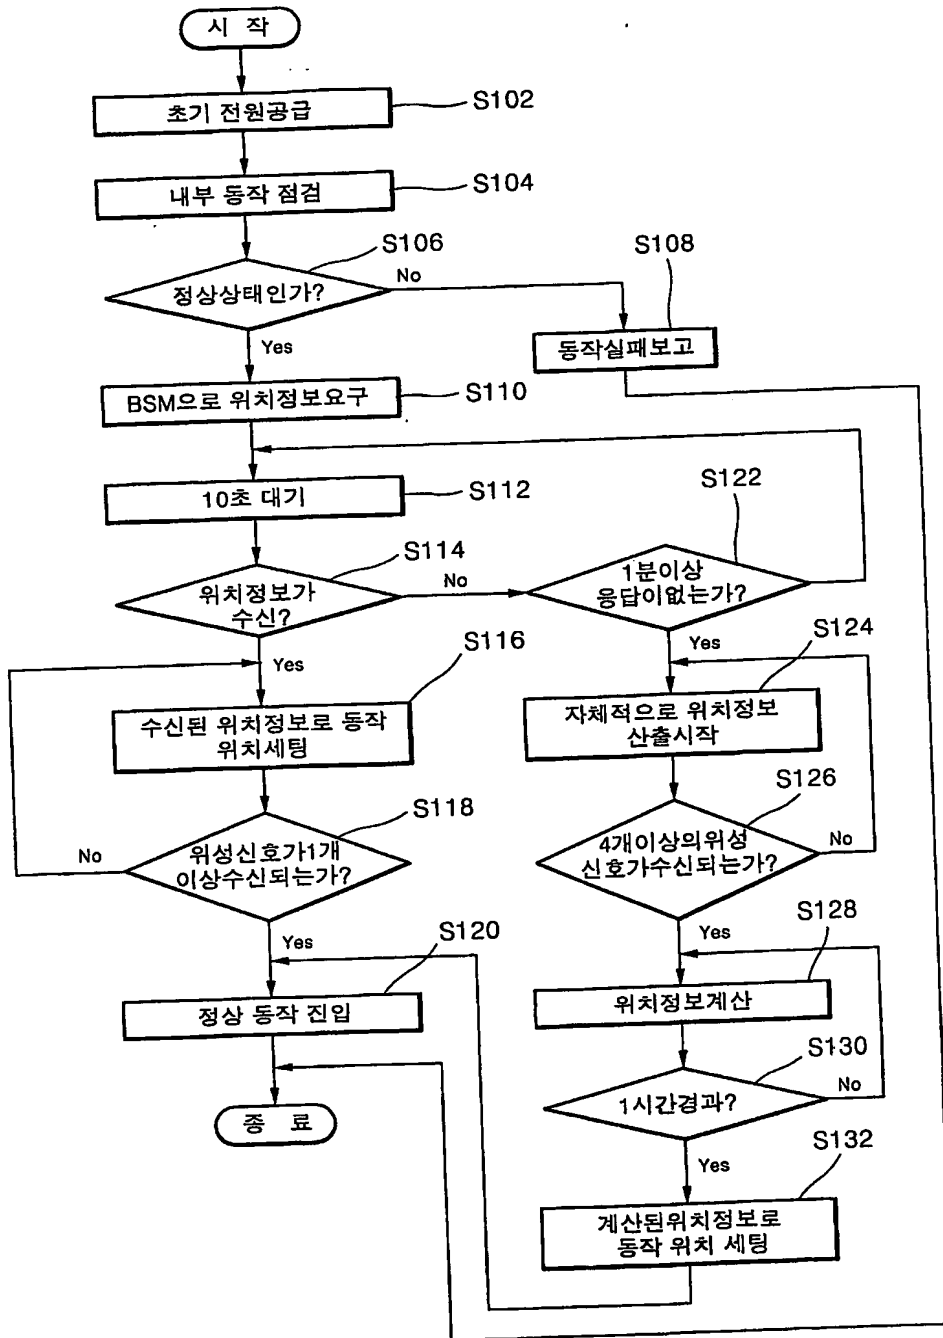 시 작
초기 전원공급
S102
내부 동작 점검
S104
S106
정상상태인가?
No
Yes
S108
동작실패보고
BSM으로 위치정보요구
S110
10초 대기
S112
S114
위치정보가
수신?
No
Yes
S122
1분이상
응답이없는가?
Yes
S116
수신된 위치정보로 동작
위치세팅
S124
자체적으로 위치정보
산출시작
S118
위성신호가1개
이상수신되는가?
No
Yes
S126
4개이상의위성
신호가수신되는가?
No
Yes
S120
정상 동작 진입
S128
위치정보계산
S130
1시간경과?
No
Yes
종 료
S132
계산된위치정보로
동작 위치 세팅